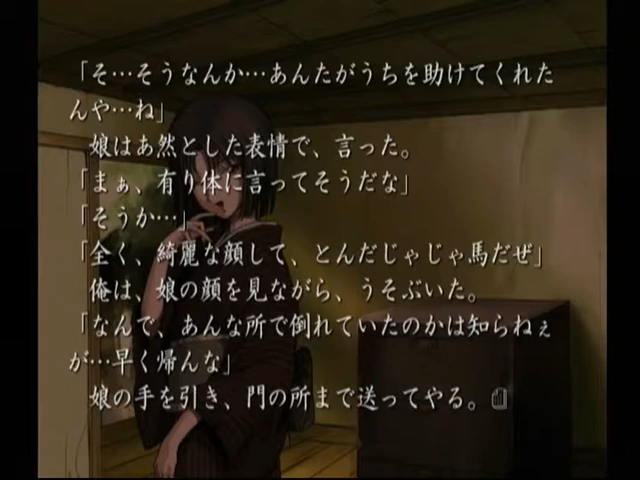 「そ…そうなんか…あんたがうちを助けてくれた
んや…ね」
娘はあ然とした表情で、言った。
「まぁ、有り体に言ってそうだな」
「そうか…」
「全く、綺麗な顔して、とんだじゃじゃ馬だぜ」
俺は、娘の顔を見ながら、うそぶいた。
「なんで、あんな所で倒れていたのかは知らねぇ
が…早く帰んな」
娘の手を引き、門の所まで送ってやる。